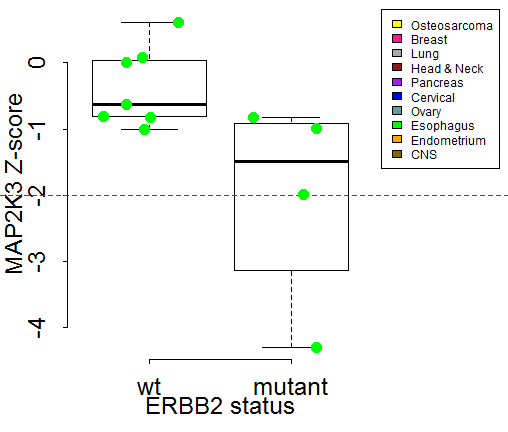 Osteosarcoma
Breast
Lung
Head & Neck
Pancreas
Cervical
Ovary
Esophagus
Endometrium
CNS
MAP2K3 Z-score
0
-1
-2
-3
-4
wt mutant
ERBB2 status